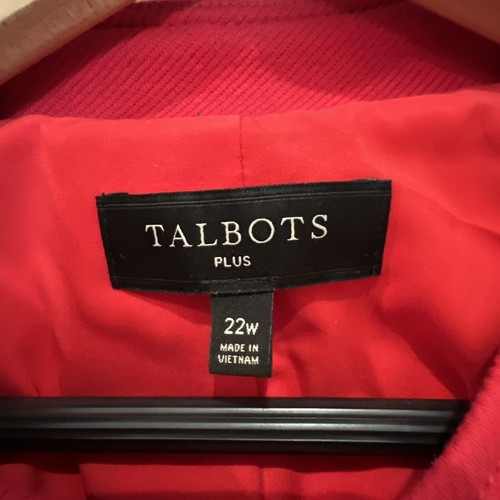 TALBOTS
PLUS
22W
MADE IN
VIETNAM